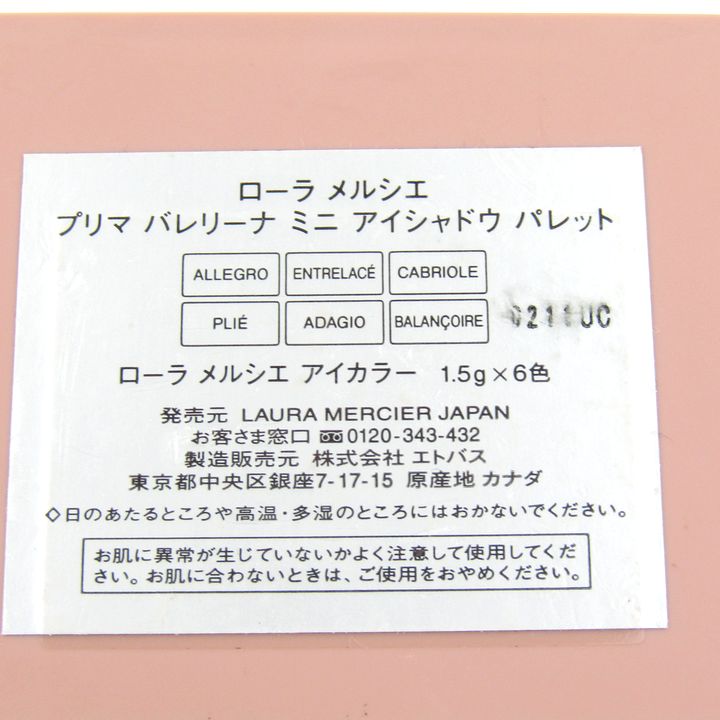 ローラ メルシエ
プリマ バレリーナ ミニ アイシャドウ パレット
ALLEGRO ENTRELACÉ CABRIOLE
PLIÉ ADAGIO BALANÇOIRE
ローラ メルシエ アイカラー 1.5g×6色
発売元 LAURA MERCIER JAPAN
お客さま窓口 0120-343-432
製造販売元 株式会社 エトバス
東京都中央区銀座7-17-15 原産地 カナダ
◇日のあたるところや高温・多湿のところにはおかないでください。
お肌に異常が生じていないかよく注意して使用してくだ
さい。お肌に合わないときは、ご使用をおやめください。